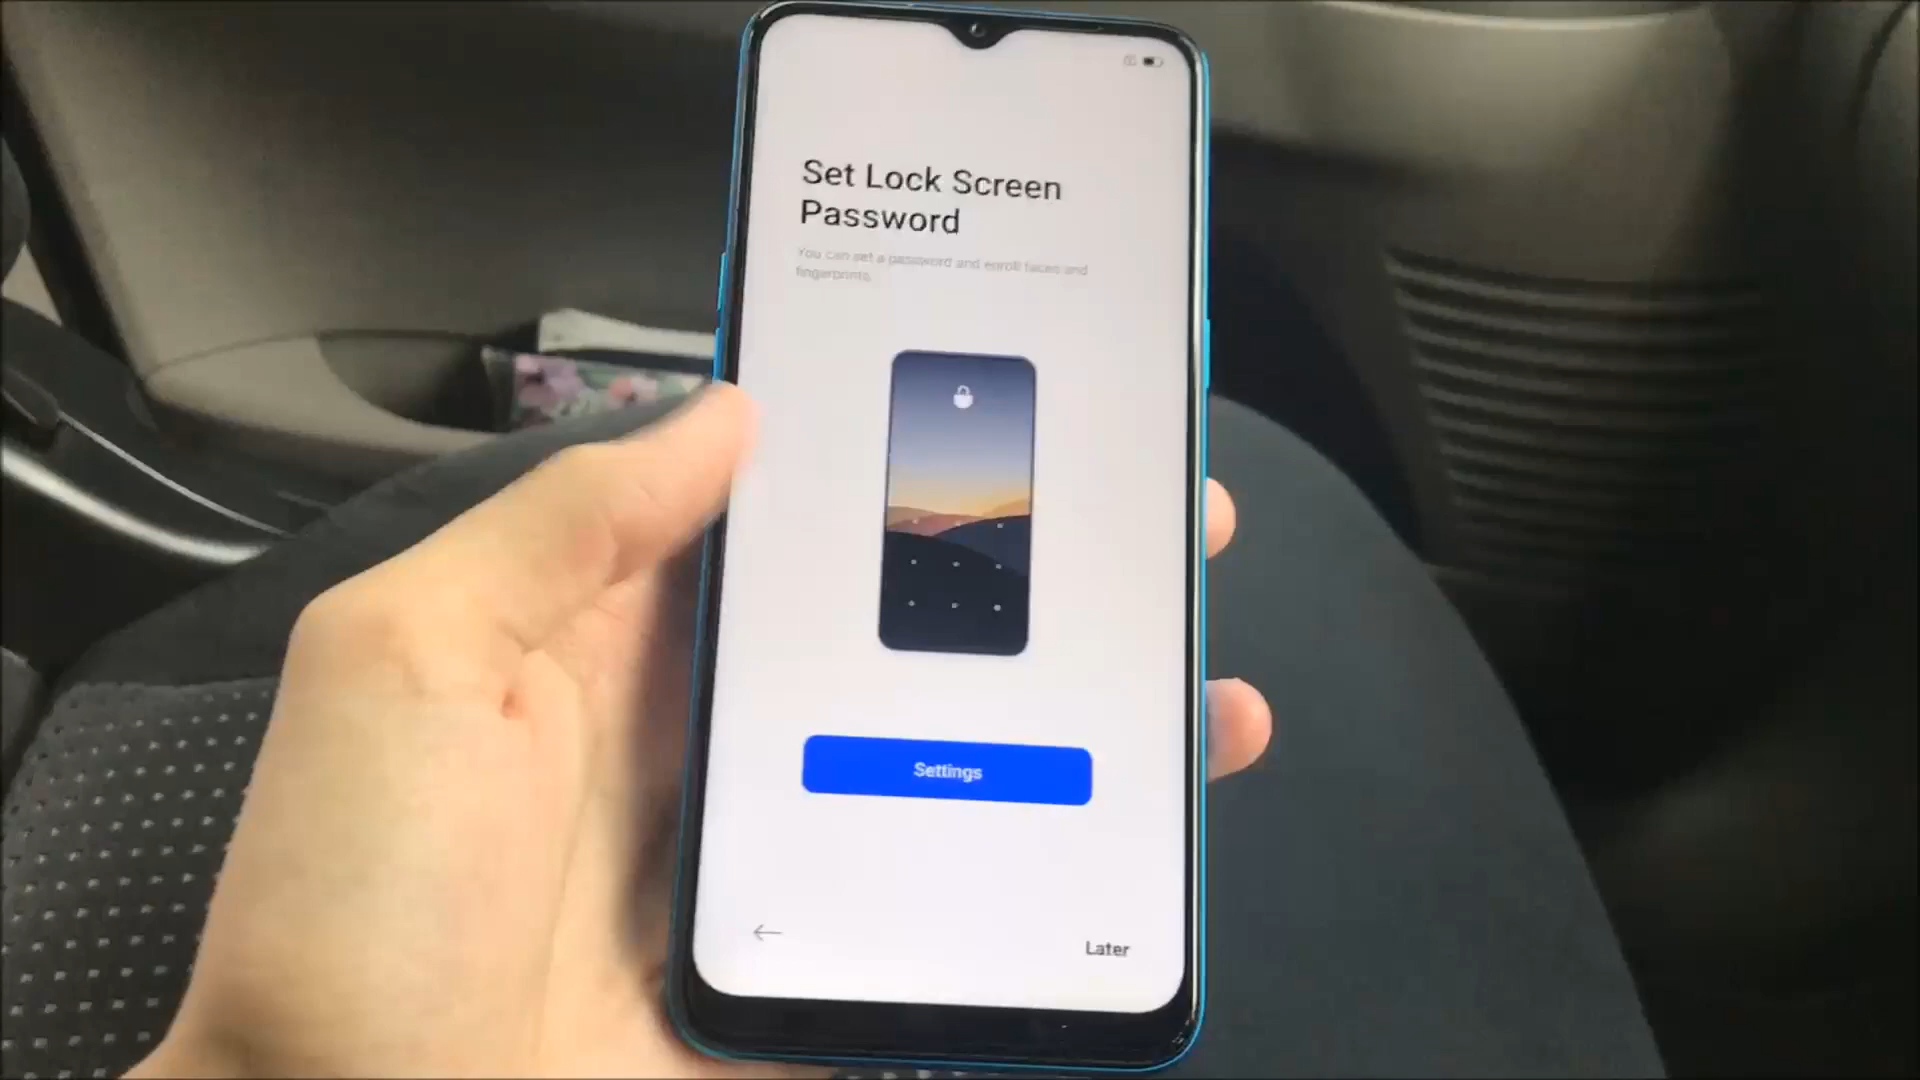 Set Lock Screen
Password
You can set a password and enroll faces and
fingerprints.
Settings
Later